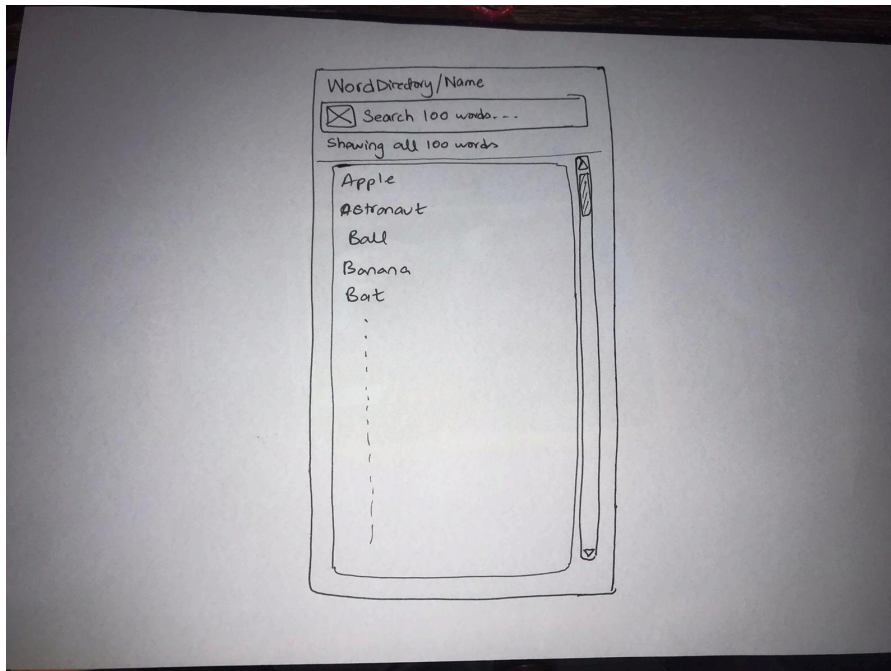 WordDirectory/Name
Search 100 words...
Showing all 100 words
Apple
Astronaut
Ball
Banana
Bat